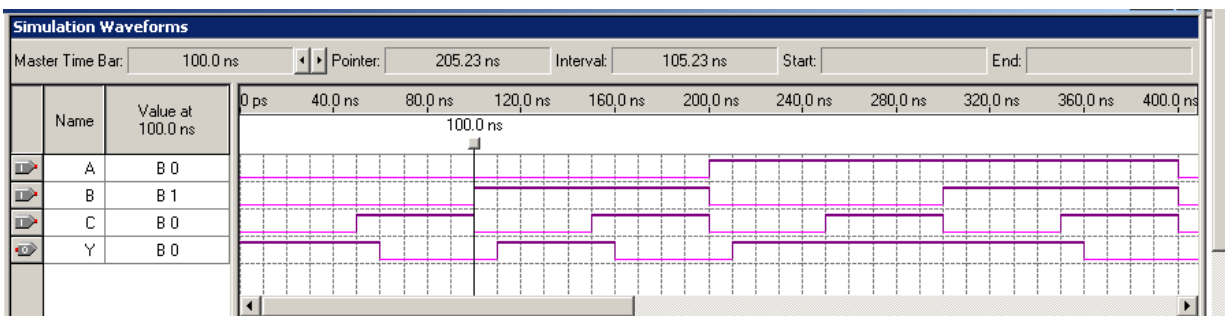 Simulation Waveforms
Master Time Bar: 100.0 ns Pointer: 205.23 ns Interval: 105.23 ns Start: End:
Name Value at 100.0 ns
0 ps 40.0 ns 80.0 ns 120.0 ns 160.0 ns 200.0 ns 240.0 ns 280.0 ns 320.0 ns 360.0 ns 400.0 ns
100.0 ns
A B 0
B B 1
C B 0
Y B 0